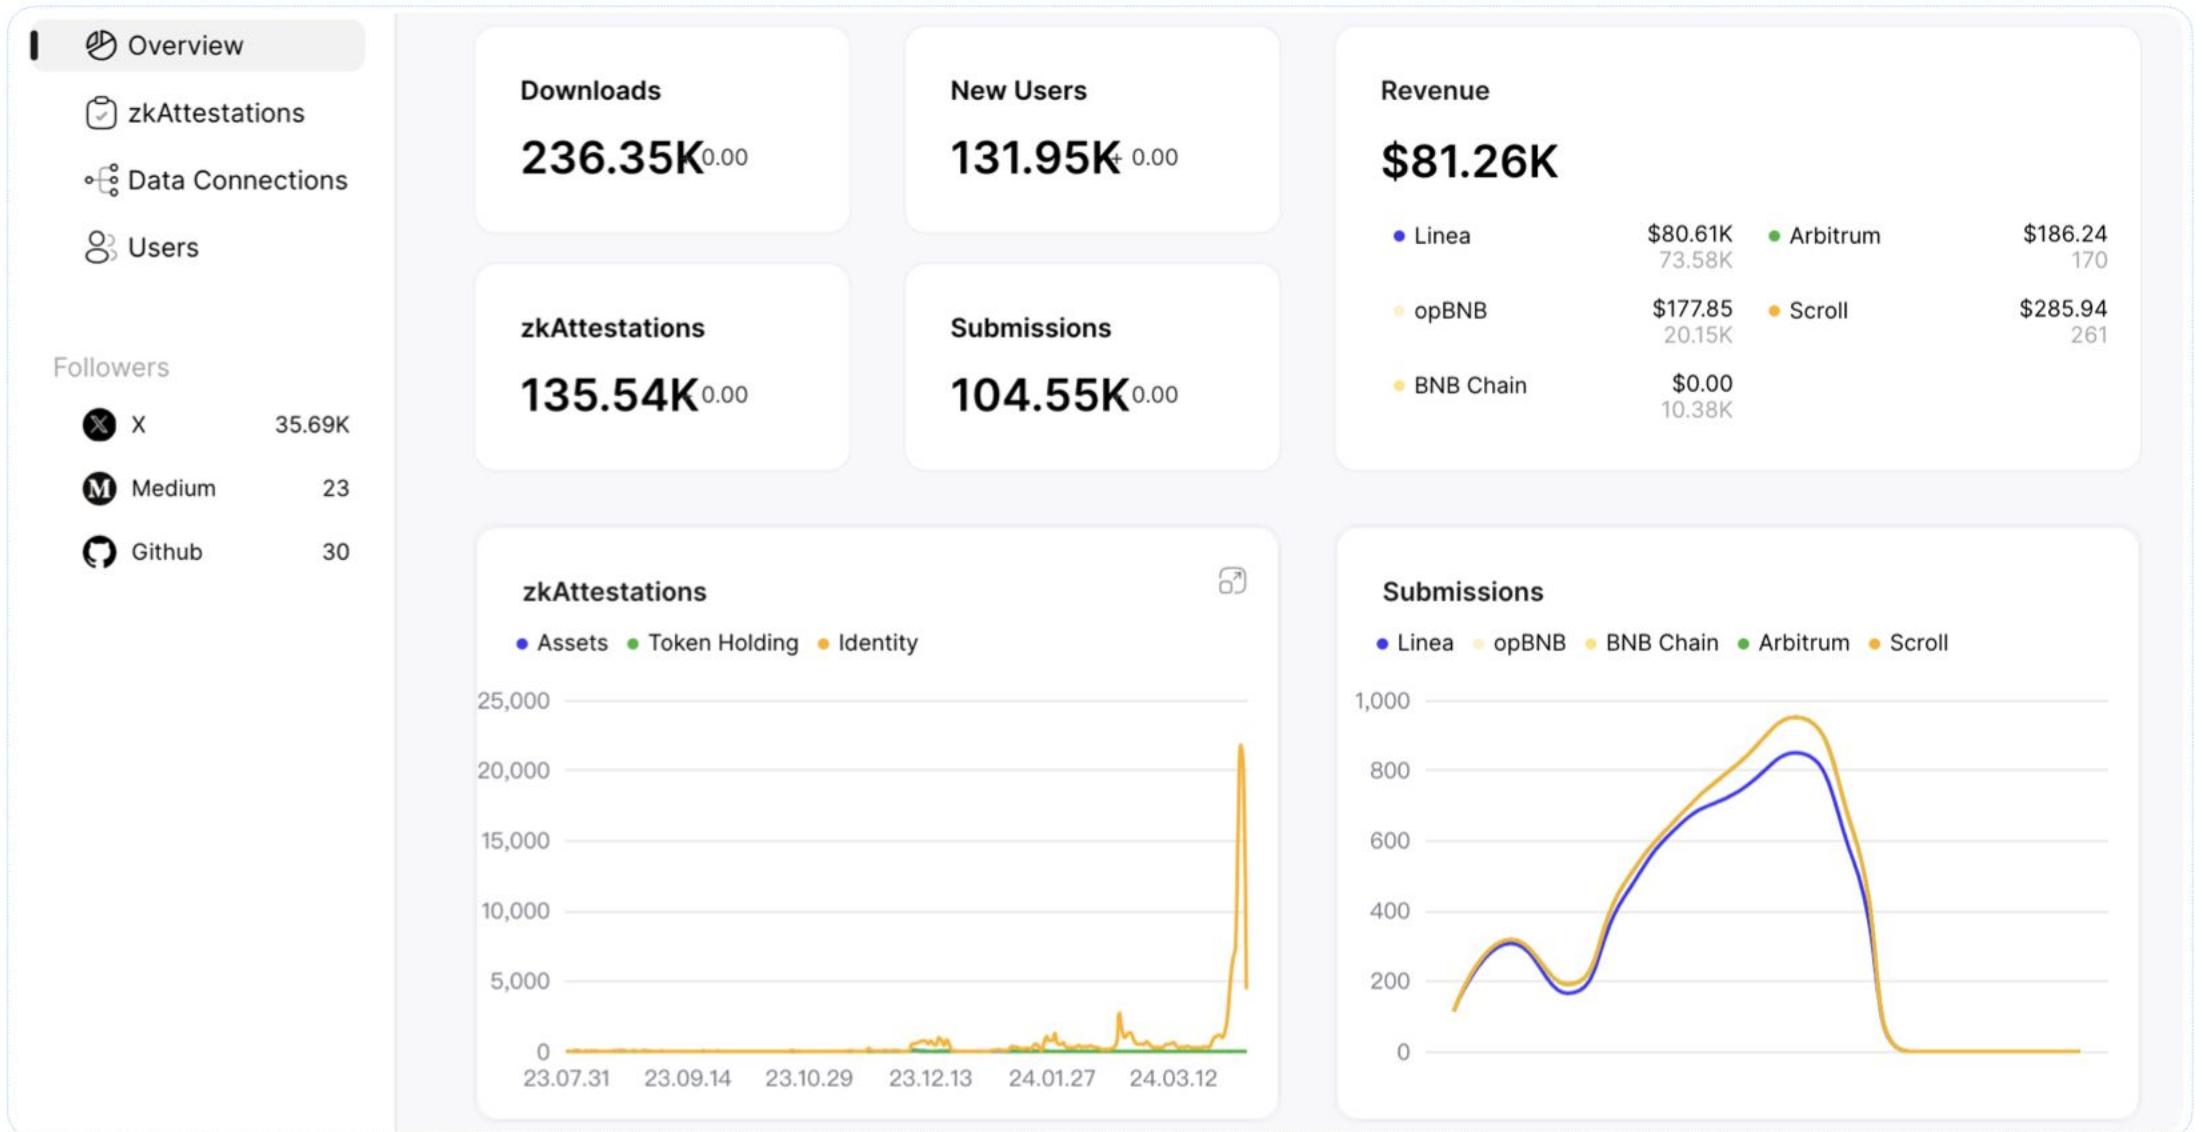 Overview
zkAttestations
Data Connections
Users
Followers
X 35.69K
Medium 23
Github 30
Downloads
236.35K 0.00
New Users
131.95K + 0.00
zkAttestations
135.54K 0.00
Submissions
104.55K 0.00
Revenue
$81.26K
Linea $80.61K Arbitrum $186.24
73.58K 170
opBNB $177.85 Scroll $285.94
20.15K 261
BNB Chain $0.00
10.38K
zkAttestations
Assets Token Holding Identity
25,000
20,000
15,000
10,000
5,000
0
23.07.31 23.09.14 23.10.29 23.12.13 24.01.27 24.03.12
Submissions
Linea opBNB BNB Chain Arbitrum Scroll
1,000
800
600
400
200
0